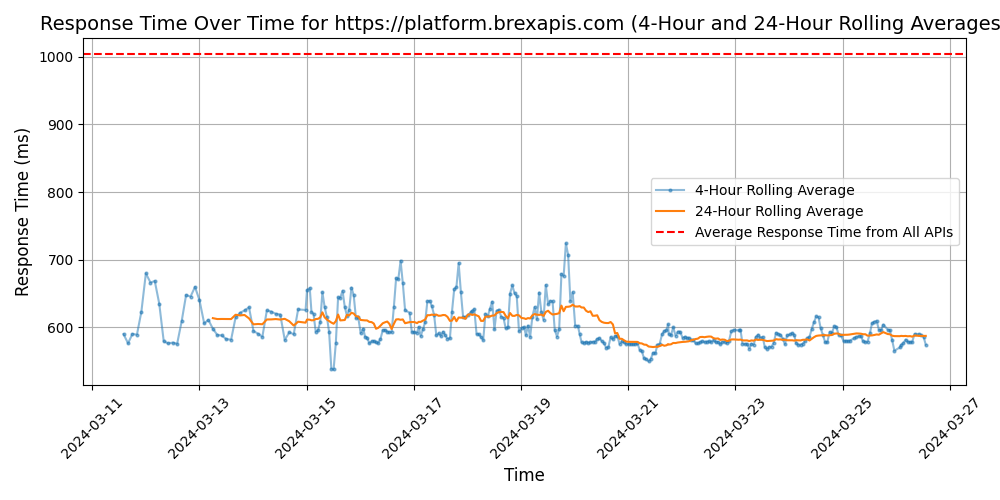 Response Time Over Time for https://platform.brexapis.com (4-Hour and 24-Hour Rolling Averages
1000
900
800
700
600
Response Time (ms)
4-Hour Rolling Average
24-Hour Rolling Average
Average Response Time from All APIs
2024-03-11
2024-03-13
2024-03-15
2024-03-17
2024-03-19
2024-03-21
2024-03-23
2024-03-25
2024-03-27
Time